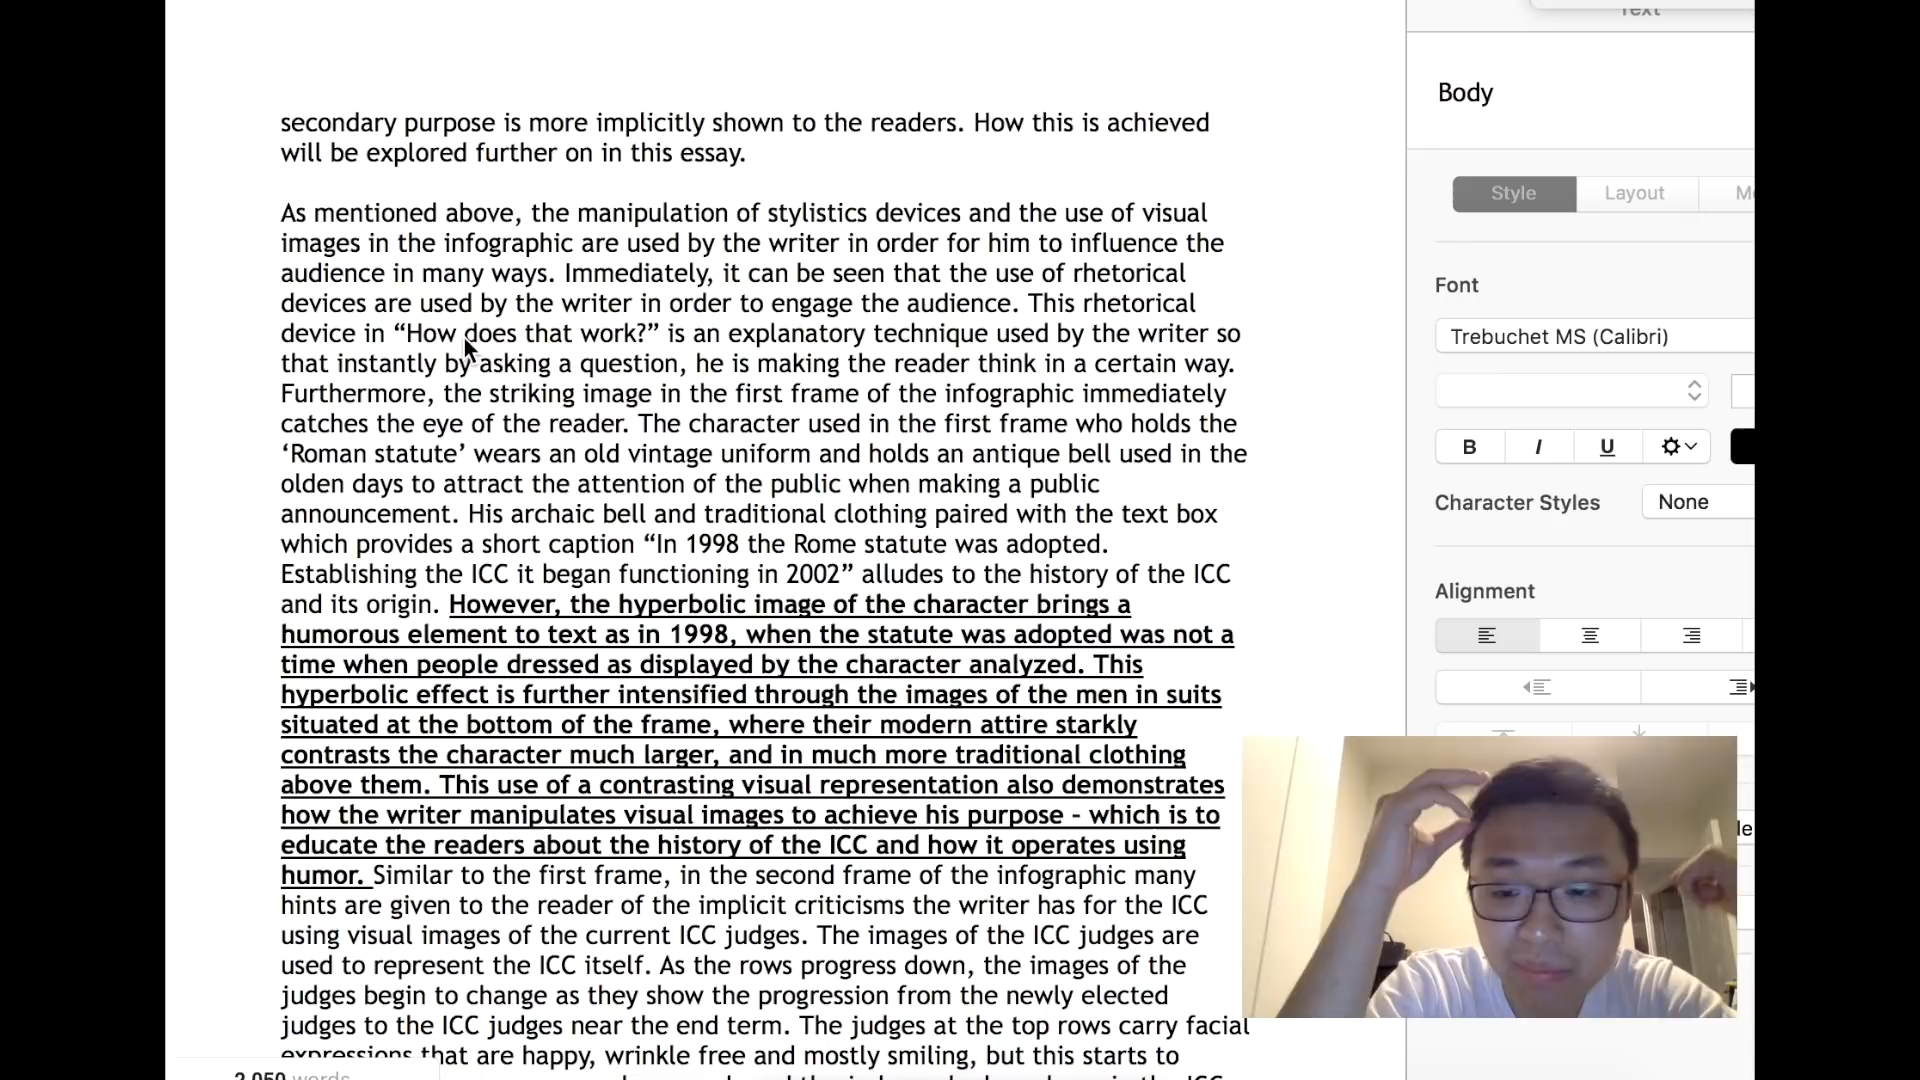 Text
secondary purpose is more implicitly shown to the readers. How this is achieved
will be explored further on in this essay.
As mentioned above, the manipulation of stylistics devices and the use of visual
images in the infographic are used by the writer in order for him to influence the
audience in many ways. Immediately, it can be seen that the use of rhetorical
devices are used by the writer in order to engage the audience. This rhetorical
device in “How does that work?” is an explanatory technique used by the writer so
that instantly by asking a question, he is making the reader think in a certain way.
Furthermore, the striking image in the first frame of the infographic immediately
catches the eye of the reader. The character used in the first frame who holds the
‘Roman statute’ wears an old vintage uniform and holds an antique bell used in the
olden days to attract the attention of the public when making a public
announcement. His archaic bell and traditional clothing paired with the text box
which provides a short caption “In 1998 the Rome statute was adopted.
Establishing the ICC it began functioning in 2002” alludes to the history of the ICC
and its origin. However, the hyperbolic image of the character brings a
humorous element to text as in 1998, when the statute was adopted was not a
time when people dressed as displayed by the character analyzed. This
hyperbolic effect is further intensified through the images of the men in suits
situated at the bottom of the frame, where their modern attire starkly
contrasts the character much larger, and in much more traditional clothing
above them. This use of a contrasting visual representation also demonstrates
how the writer manipulates visual images to achieve his purpose - which is to
educate the readers about the history of the ICC and how it operates using
humor. Similar to the first frame, in the second frame of the infographic many
hints are given to the reader of the implicit criticisms the writer has for the ICC
using visual images of the current ICC judges. The images of the ICC judges are
used to represent the ICC itself. As the rows progress down, the images of the
judges begin to change as they show the progression from the newly elected
judges to the ICC judges near the end term. The judges at the top rows carry facial
expressions that are happy, wrinkle free and mostly smiling, but this starts to
2,050 words
Body
Style Layout
Font
Trebuchet MS (Calibri)
B I U
Character Styles None
Alignment